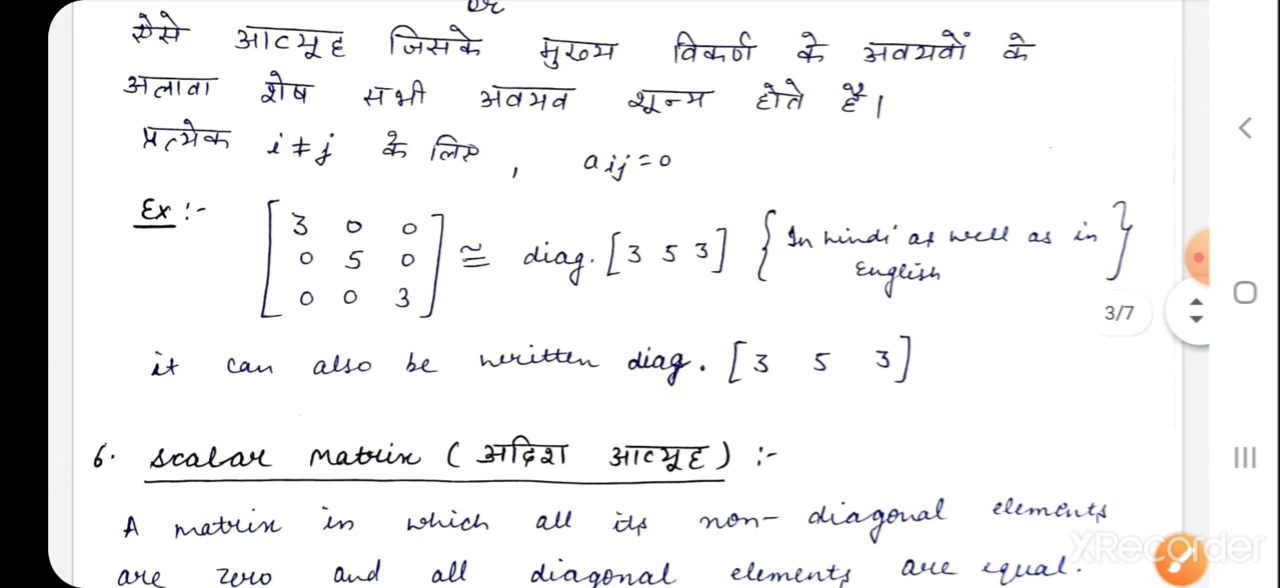 or
ऐसे आव्यूह जिसके मुख्य विकर्ण के अवयवों के
अलावा शेष सभी अवयव शून्य होते हैं।
प्रत्येक i≠j के लिए, aij=0
Ex :-
[3 0 0
0 5 0
0 0 3] ≅ diag. [3 5 3] {In hindi as well as in English}
3/7
it can also be written diag. [3 5 3]
6. Scalar Matrix (अदिश आव्यूह) :-
A matrix in which all its non-diagonal elements
are zero and all diagonal elements are equal.
XRecorder